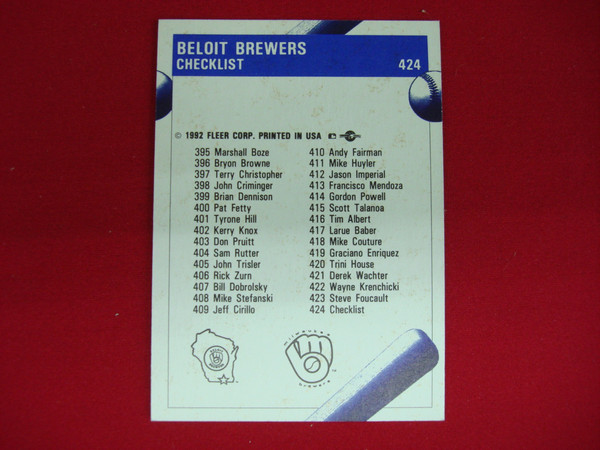 BELOIT BREWERS
CHECKLIST 424
© 1992 FLEER CORP. PRINTED IN USA
395 Marshall Boze
396 Bryon Browne
397 Terry Christopher
398 John Criminger
399 Brian Dennison
400 Pat Fetty
401 Tyrone Hill
402 Kerry Knox
403 Don Pruitt
404 Sam Rutter
405 John Trisler
406 Rick Zurn
407 Bill Dobrolsky
408 Mike Stefanski
409 Jeff Cirillo
410 Andy Fairman
411 Mike Huyler
412 Jason Imperial
413 Francisco Mendoza
414 Gordon Powell
415 Scott Talanoa
416 Tim Albert
417 Larue Baber
418 Mike Couture
419 Graciano Enriquez
420 Trini House
421 Derek Wachter
422 Wayne Krenchicki
423 Steve Foucault
424 Checklist
MILWAUKEE
brewers
TM